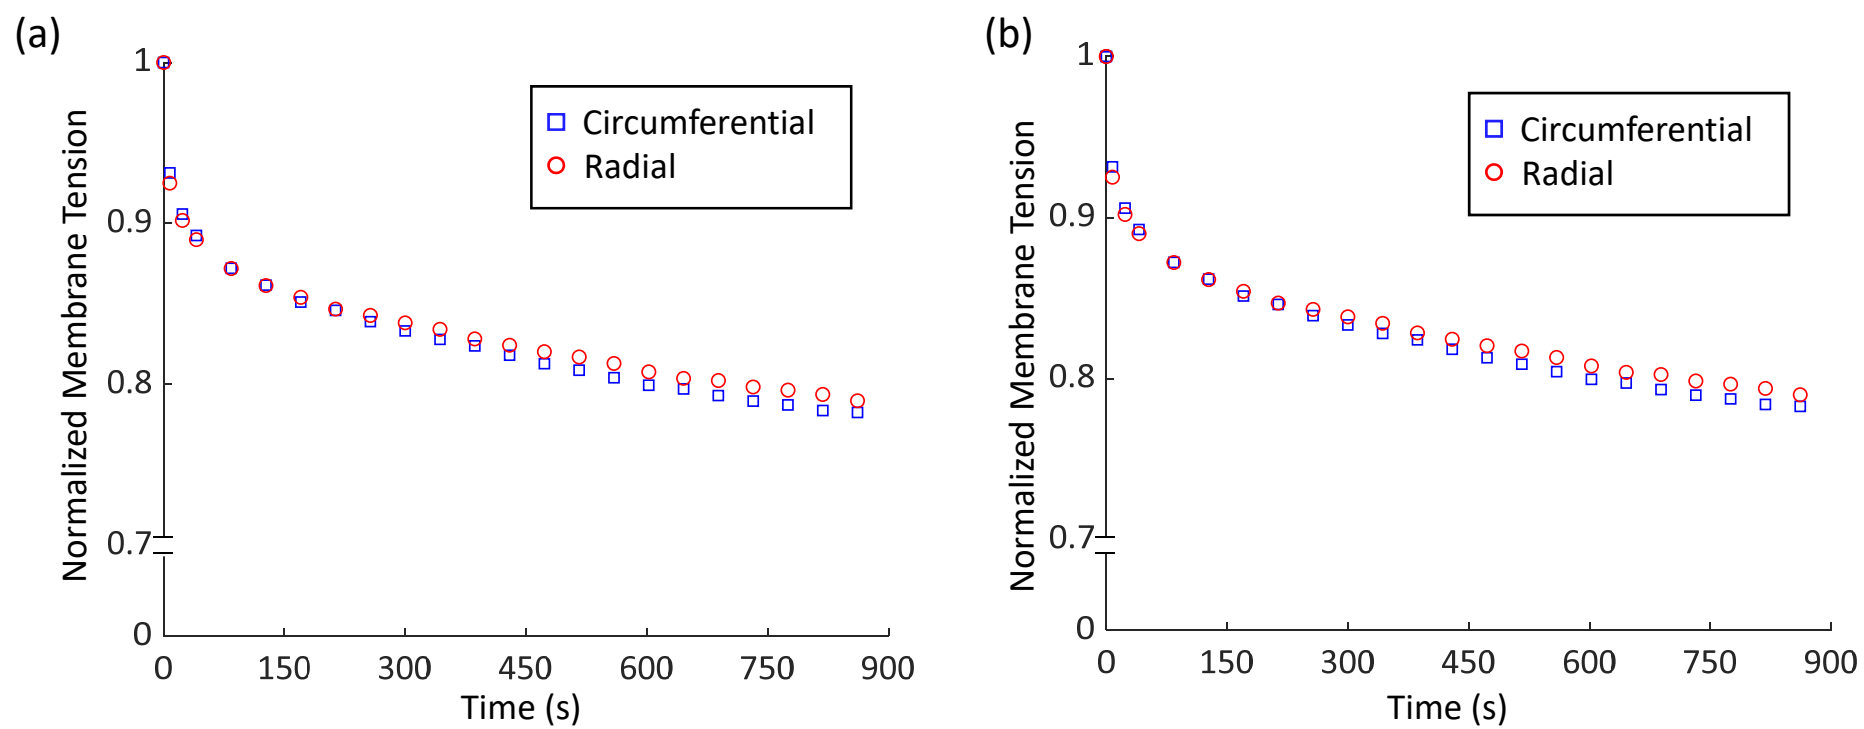 (a)
Normalized Membrane Tension
1
0.9
0.8
0.7
0
0 150 300 450 600 750 900
Time (s)
Circumferential
Radial
(b)
Normalized Membrane Tension
1
0.9
0.8
0.7
0
0 150 300 450 600 750 900
Time (s)
Circumferential
Radial